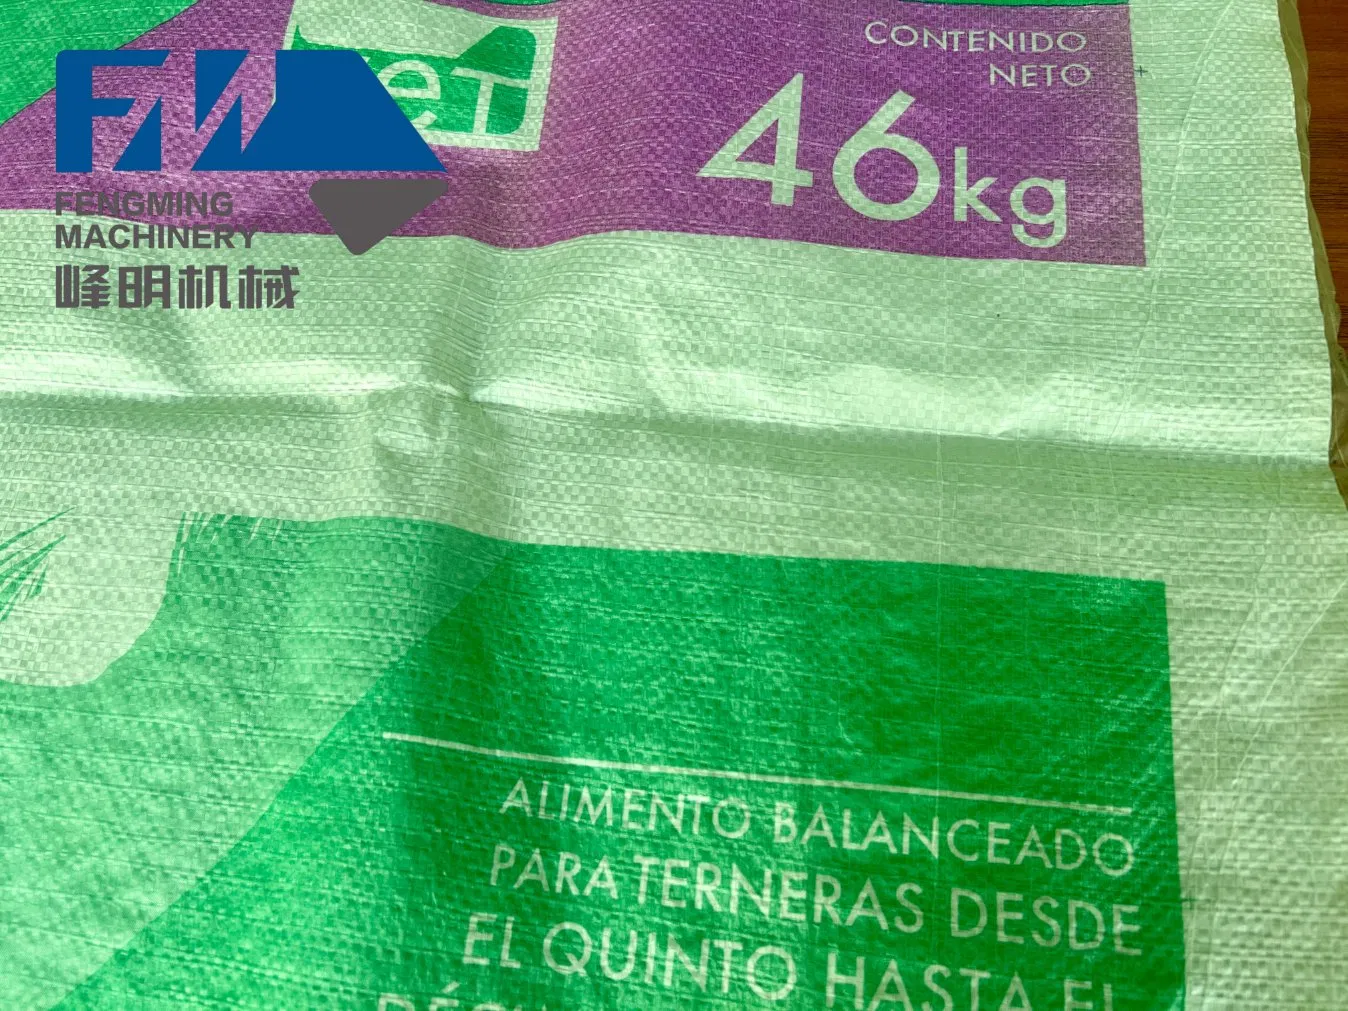 CONTENIDO
NETO
46kg
FENGMING
MACHINERY
峰明机械
ALIMENTO BALANCEADO
PARA TERNERAS DESDE
EL QUINTO HASTA EL